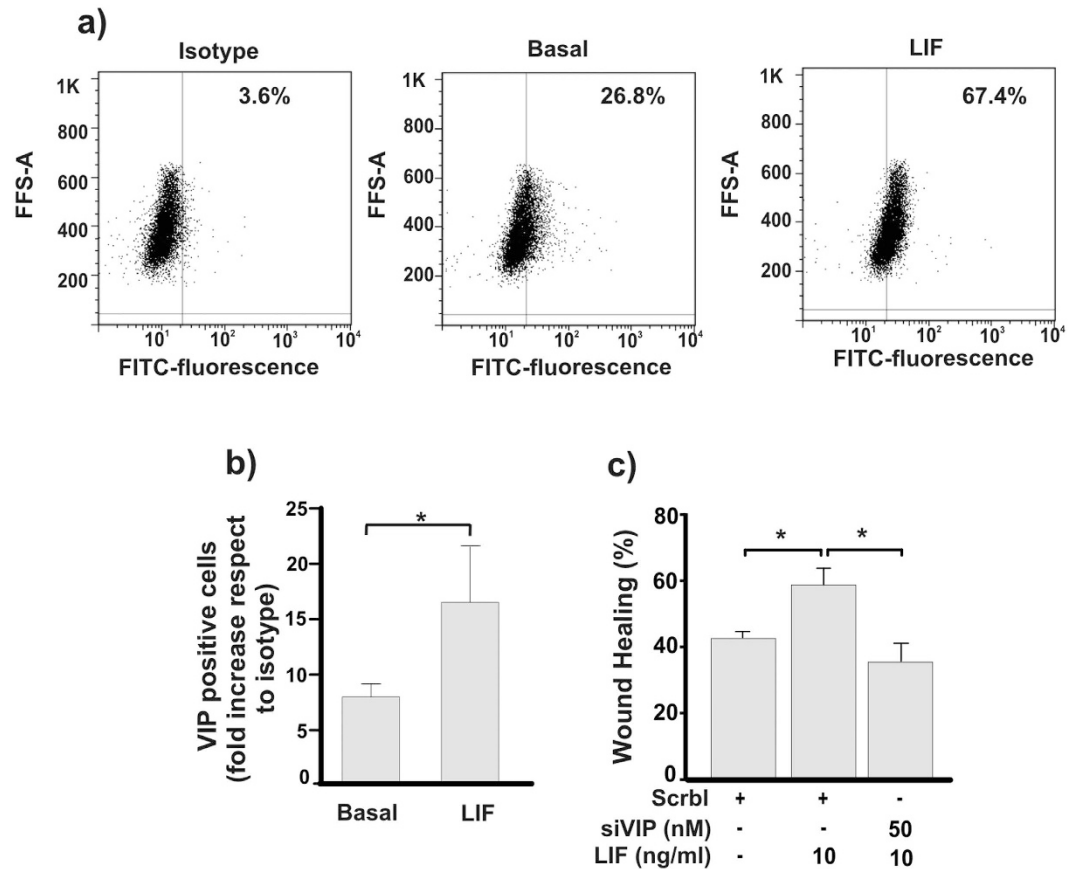 a)
Isotype
1K
800
600
400
200
FFS-A
3.6%
10¹ 10² 10³ 10⁴
FITC-fluorescence
Basal
1K
800
600
400
200
FFS-A
26.8%
10¹ 10² 10³ 10⁴
FITC-fluorescence
LIF
1K
800
600
400
200
FFS-A
67.4%
10¹ 10² 10³ 10⁴
FITC-fluorescence
b)
VIP positive cells
(fold increase respect
to isotype)
25
20
15
10
5
0
*
Basal LIF
c)
Wound Healing (%)
80
60
40
20
0
* *
Scrbl + + -
siVIP (nM) - - 50
LIF (ng/ml) - 10 10